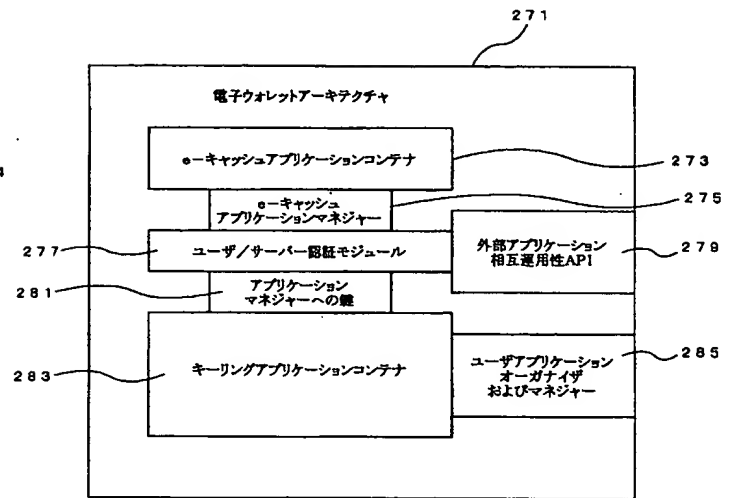 271
電子ウォレットアーキテクチャ
e-キャッシュアプリケーションコンテナ
273
e-キャッシュ
アプリケーションマネジャー
275
277
ユーザ/サーバー認証モジュール
外部アプリケーション
相互運用性API
279
281
アプリケーション
マネジャーへの鍵
283
キーリングアプリケーションコンテナ
ユーザアプリケーション
オーガナイザ
およびマネジャー
285
4